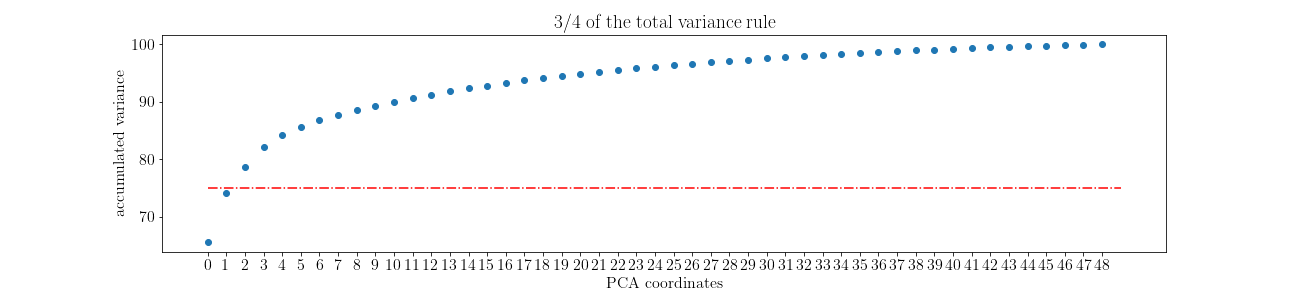 3/4 of the total variance rule
accumulated variance
100
90
80
70
0 1 2 3 4 5 6 7 8 9 10 11 12 13 14 15 16 17 18 19 20 21 22 23 24 25 26 27 28 29 30 31 32 33 34 35 36 37 38 39 40 41 42 43 44 45 46 47 48
PCA coordinates